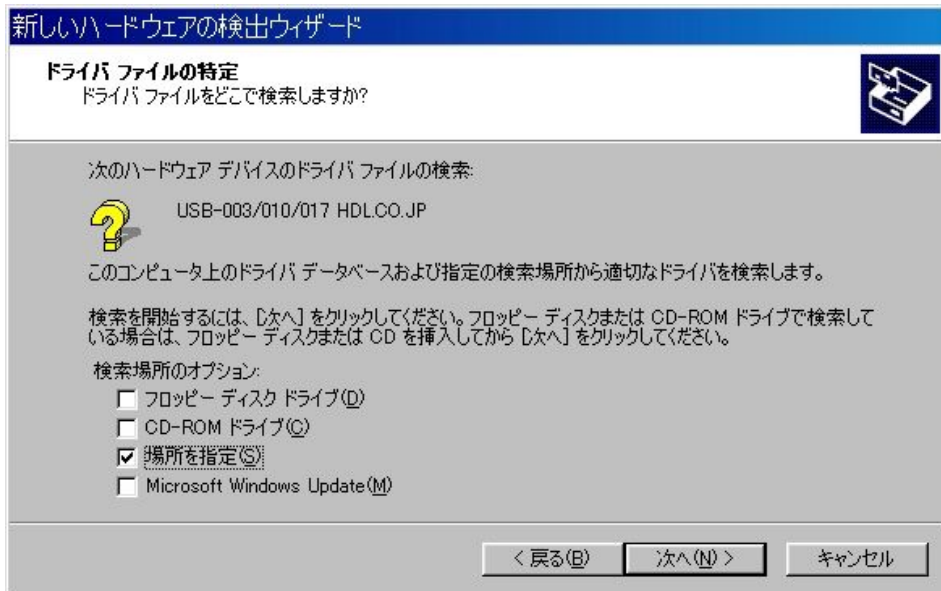 新しいハードウェアの検出ウィザード
ドライバ ファイルの特定
ドライバ ファイルをどこで検索しますか?
次のハードウェア デバイスのドライバ ファイルの検索:
USB-003/010/017 HDL.CO.JP
このコンピュータ上のドライバ データベースおよび指定の検索場所から適切なドライバを検索します。
検索を開始するには、[次へ] をクリックしてください。フロッピー ディスクまたは CD-ROM ドライブで検索して
いる場合は、フロッピー ディスクまたは CD を挿入してから [次へ] をクリックしてください。
検索場所のオプション:
フロッピー ディスク ドライブ(D)
CD-ROM ドライブ(C)
場所を指定(S)
Microsoft Windows Update(M)
< 戻る(B) 次へ(N) > キャンセル